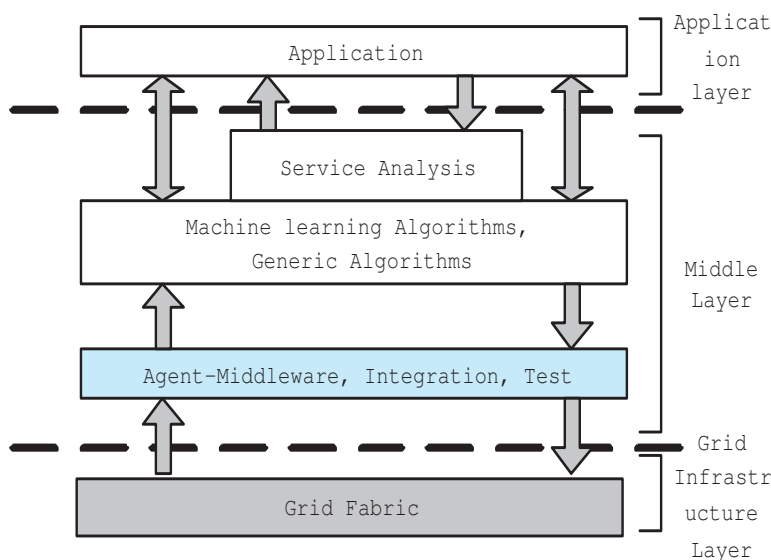 Application
Applicat
ion
layer
Service Analysis
Machine learning Algorithms,
Generic Algorithms
Middle
Layer
Agent-Middleware, Integration, Test
Grid
Infrastr
ucture
Layer
Grid Fabric